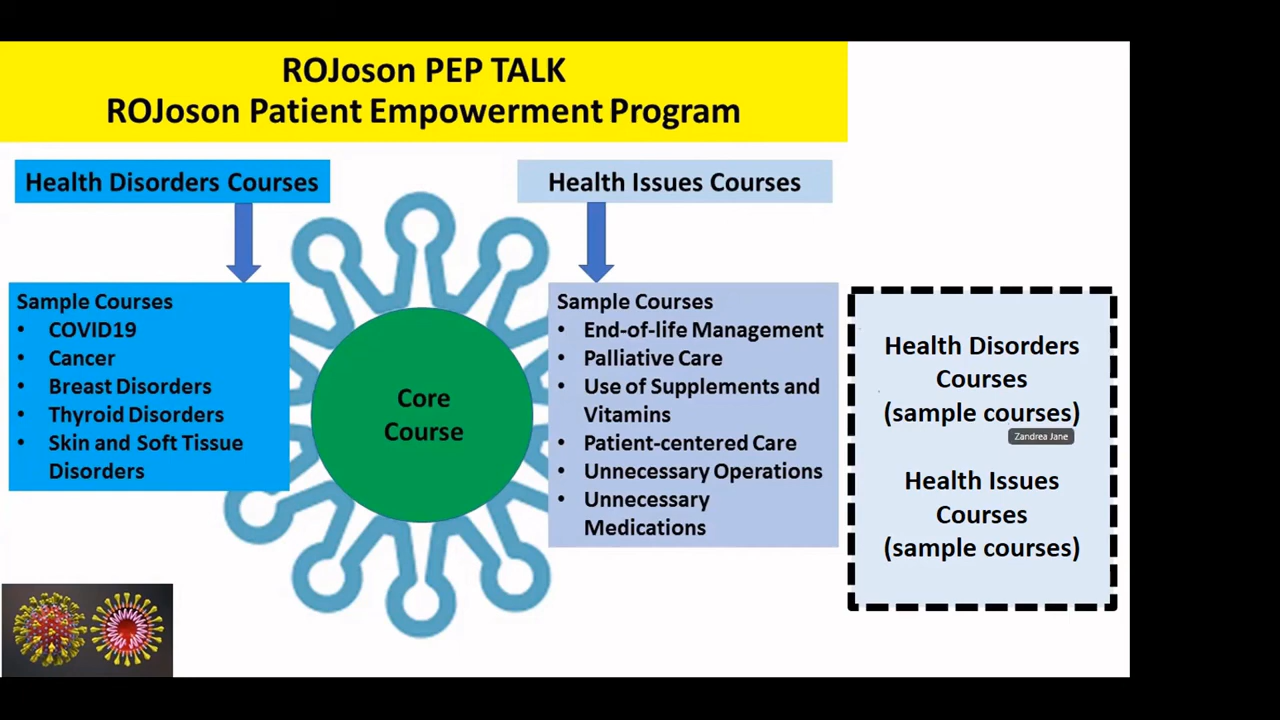 ROJoson PEP TALK
ROJoson Patient Empowerment Program
Health Disorders Courses
Health Issues Courses
Sample Courses
• COVID19
• Cancer
• Breast Disorders
• Thyroid Disorders
• Skin and Soft Tissue
Disorders
Core
Course
Sample Courses
• End-of-life Management
• Palliative Care
• Use of Supplements and
Vitamins
• Patient-centered Care
• Unnecessary Operations
• Unnecessary
Medications
Health Disorders
Courses
(sample courses)
Zandrea Jane
Health Issues
Courses
(sample courses)